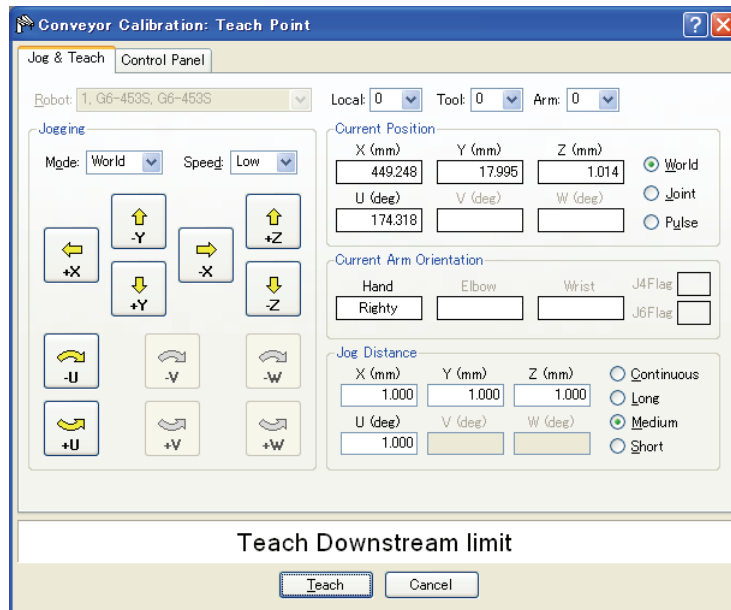 Conveyor Calibration: Teach Point
Jog & Teach Control Panel
Robot: 1, G6-453S, G6-453S Local: 0 Tool: 0 Arm: 0
Jogging
Mode: World Speed: Low
+X -Y -X +Z
+Y -Z
-U -V -W
+U +V +W
Current Position
X (mm) Y (mm) Z (mm)
449.248 17.995 1.014
U (deg) V (deg) W (deg)
174.318
World
Joint
Pulse
Current Arm Orientation
Hand Elbow Wrist J4Flag
Righty J6Flag
Jog Distance
X (mm) Y (mm) Z (mm)
1.000 1.000 1.000
U (deg) V (deg) W (deg)
1.000
Continuous
Long
Medium
Short
Teach Downstream limit
Teach Cancel